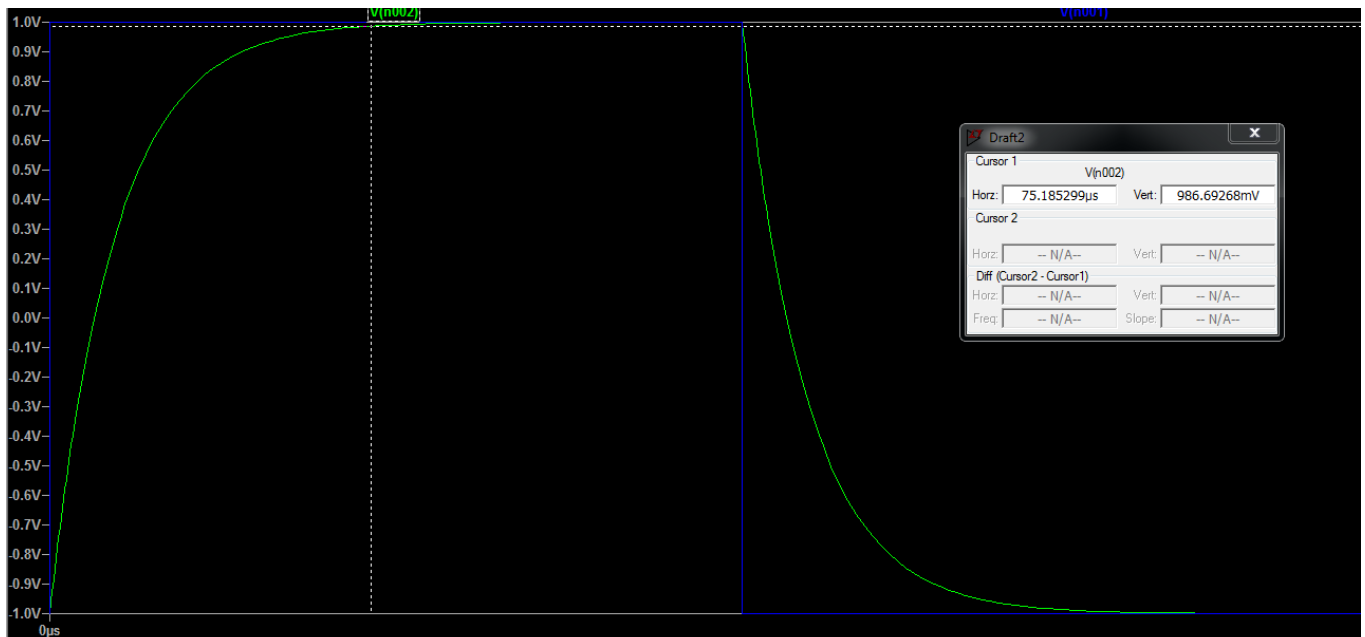 V(n002)
V(n001)
1.0V
0.9V
0.8V
0.7V
0.6V
0.5V
0.4V
0.3V
0.2V
0.1V
0.0V
-0.1V
-0.2V
-0.3V
-0.4V
-0.5V
-0.6V
-0.7V
-0.8V
-0.9V
-1.0V
0µs
Draft2
x
Cursor 1
V(n002)
Horz: 75.185299µs Vert: 986.69268mV
Cursor 2
Horz: -- N/A-- Vert: -- N/A--
Diff (Cursor2 - Cursor1)
Horz: -- N/A-- Vert: -- N/A--
Freq: -- N/A-- Slope: -- N/A--